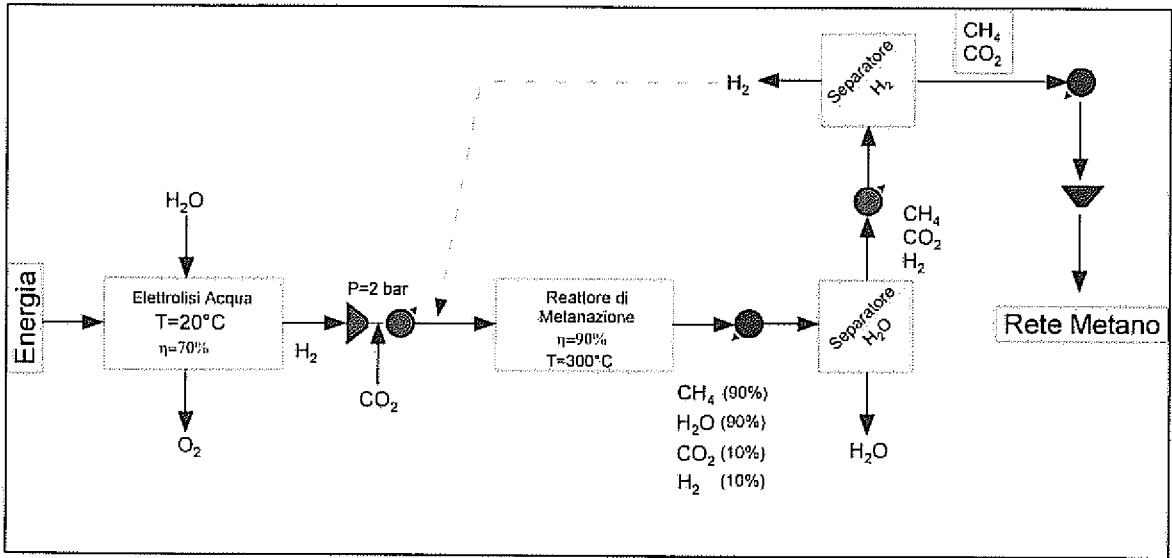 CH₄
CO₂
H₂
Separatore
H₂
H₂O
CH₄
CO₂
H₂
Energia
Elettrolisi Acqua
T=20°C
η=70%
P=2 bar
Reattore di
Metanazione
η=90%
T=300°C
Separatore
H₂O
Rete Metano
H₂
CO₂
O₂
CH₄ (90%)
H₂O (90%)
CO₂ (10%)
H₂ (10%)
H₂O